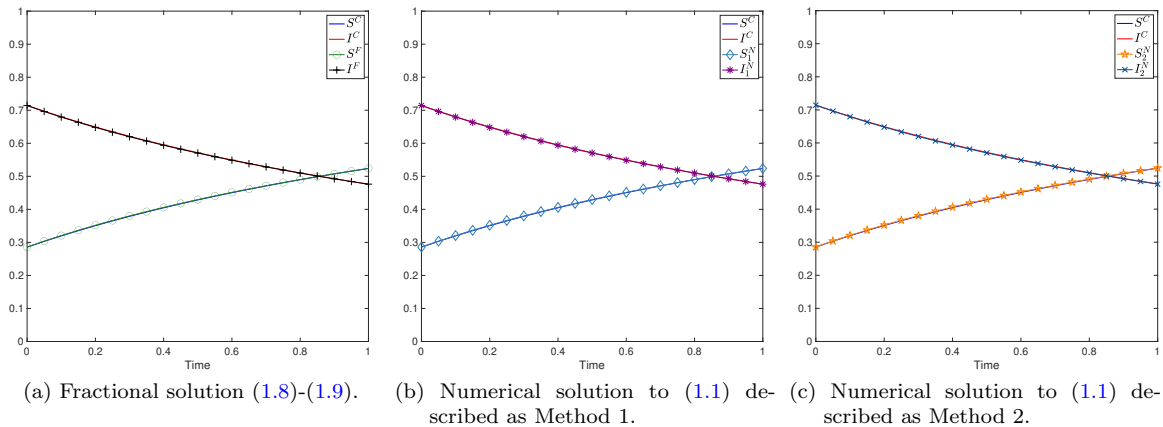 1
0.9
0.8
0.7
0.6
0.5
0.4
0.3
0.2
0.1
0
0 0.2 0.4 0.6 0.8 1
Time
S^C
I^C
S^F
I^F
(a) Fractional solution (1.8)-(1.9).
1
0.9
0.8
0.7
0.6
0.5
0.4
0.3
0.2
0.1
0
0 0.2 0.4 0.6 0.8 1
Time
S^C
I^C
S_1^N
I_1^N
(b) Numerical solution to (1.1) de-
scribed as Method 1.
1
0.9
0.8
0.7
0.6
0.5
0.4
0.3
0.2
0.1
0
0 0.2 0.4 0.6 0.8 1
Time
S^C
I^C
S_2^N
I_2^N
(c) Numerical solution to (1.1) de-
scribed as Method 2.